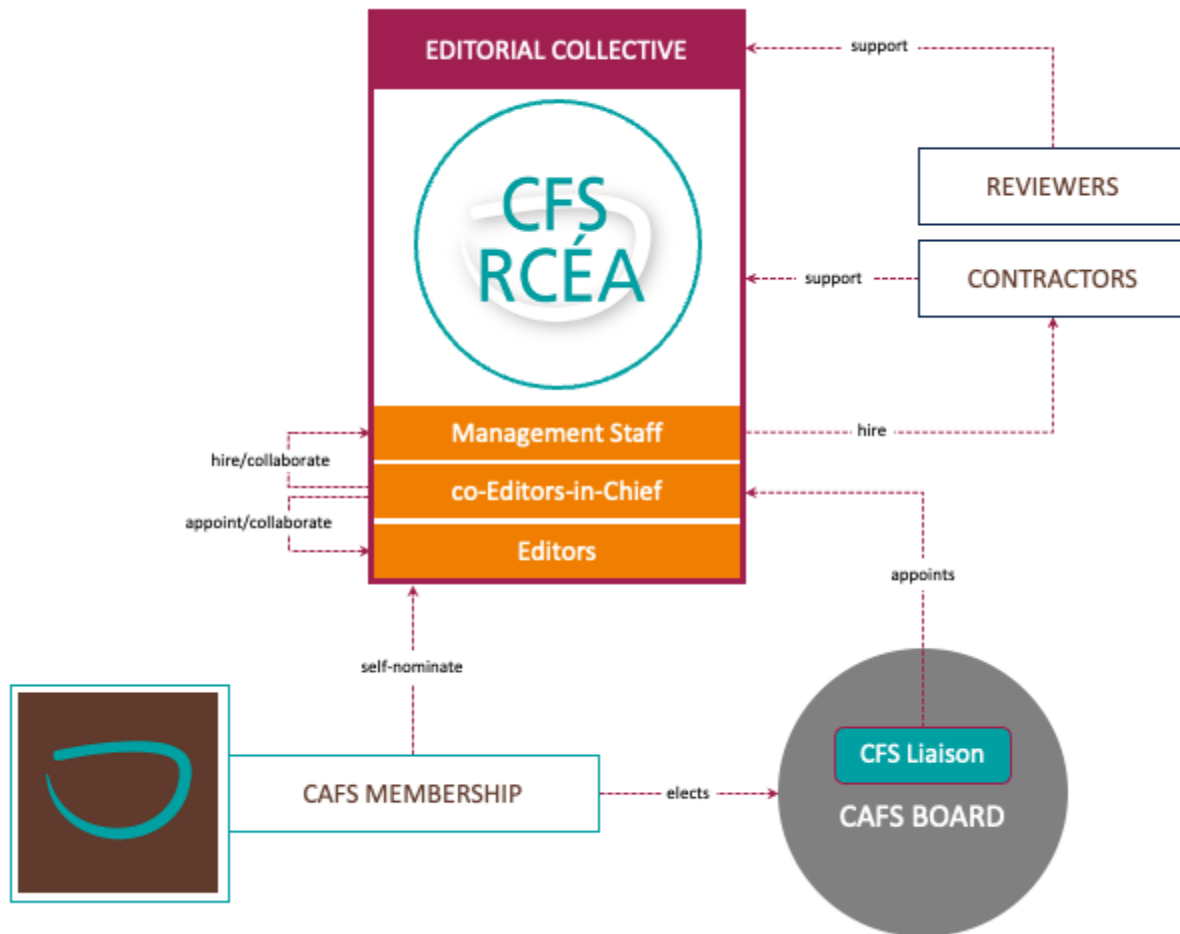 EDITORIAL COLLECTIVE
support
CFS
RCÉA
REVIEWERS
support
CONTRACTORS
Management Staff
hire
hire/collaborate
co-Editors-in-Chief
appoint/collaborate
Editors
appoints
self-nominate
CFS Liaison
CAFS MEMBERSHIP
elects
CAFS BOARD